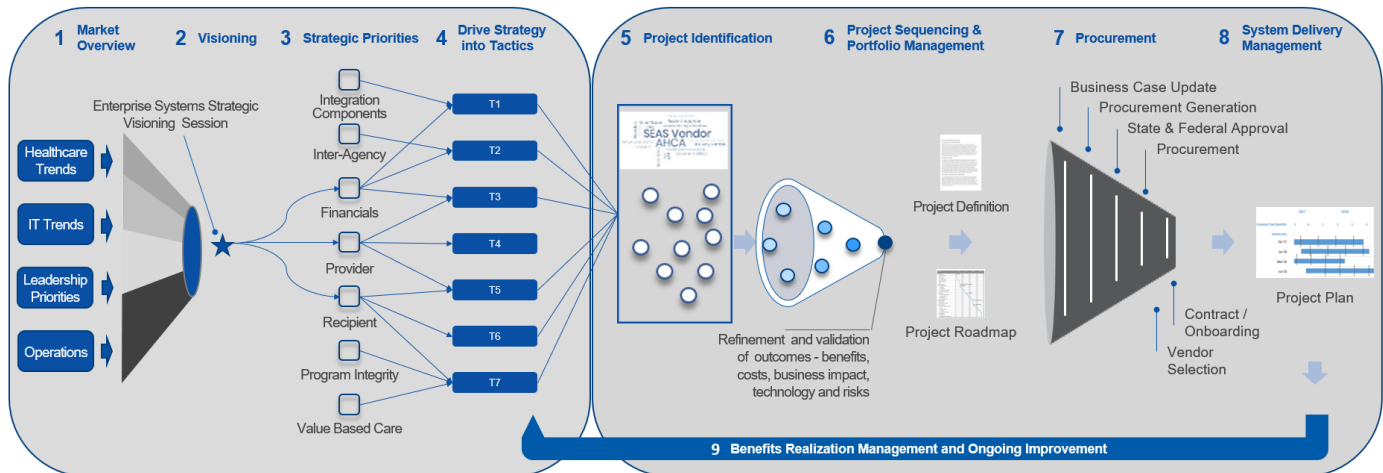 1 Market
Overview
2 Visioning
3 Strategic Priorities
4 Drive Strategy
into Tactics
5 Project Identification
6 Project Sequencing &
Portfolio Management
7 Procurement
8 System Delivery
Management
Enterprise Systems Strategic
Visioning Session
Healthcare
Trends
IT Trends
Leadership
Priorities
Operations
Integration
Components
Inter-Agency
Financials
Provider
Recipient
Program Integrity
Value Based Care
T1
T2
T3
T4
T5
T6
T7
SEAS Vendor
AHCA
Refinement and validation
of outcomes - benefits,
costs, business impact,
technology and risks
Project Definition
Project Roadmap
Business Case Update
Procurement Generation
State & Federal Approval
Procurement
Contract /
Onboarding
Vendor
Selection
2017 2018
Project Plan
9 Benefits Realization Management and Ongoing Improvement